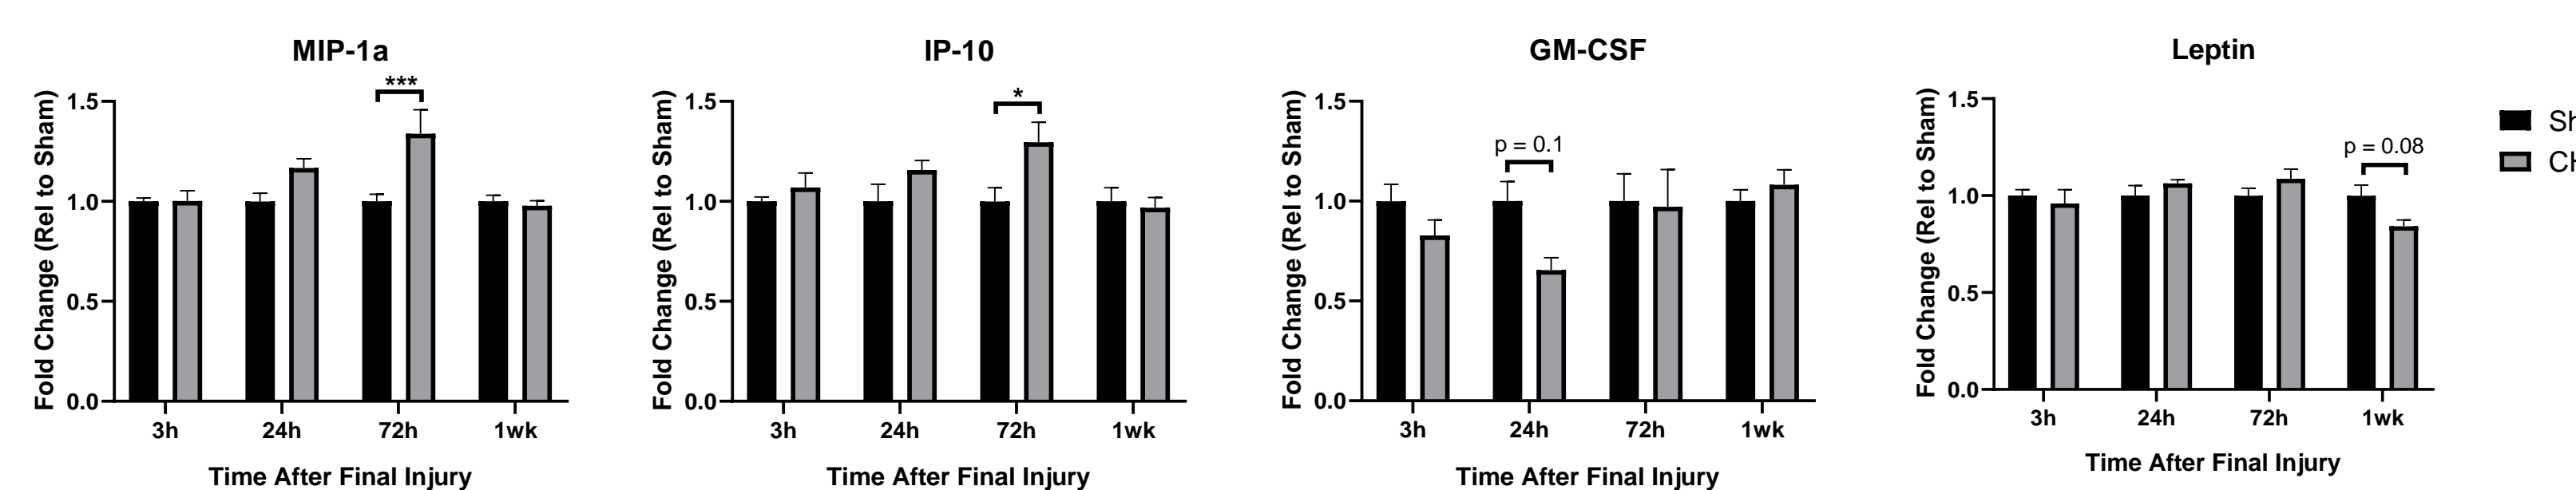 MIP-1a
***
Fold Change (Rel to Sham)
1.5
1.0
0.5
0.0
3h 24h 72h 1wk
Time After Final Injury
IP-10
*
Fold Change (Rel to Sham)
1.5
1.0
0.5
0.0
3h 24h 72h 1wk
Time After Final Injury
GM-CSF
p = 0.1
Fold Change (Rel to Sham)
1.5
1.0
0.5
0.0
3h 24h 72h 1wk
Time After Final Injury
Leptin
p = 0.08
Fold Change (Rel to Sham)
1.5
1.0
0.5
0.0
3h 24h 72h 1wk
Time After Final Injury